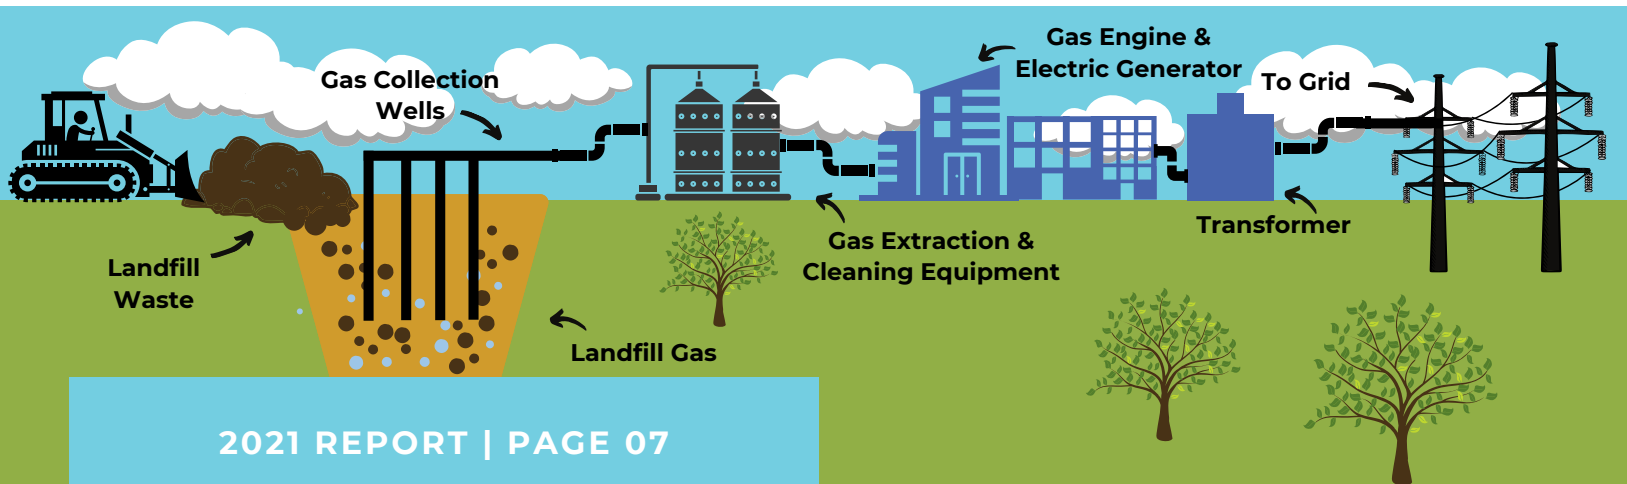 Gas Collection
Wells
Gas Engine &
Electric Generator
To Grid
Landfill
Waste
Landfill Gas
Gas Extraction &
Cleaning Equipment
Transformer
2021 REPORT | PAGE 07